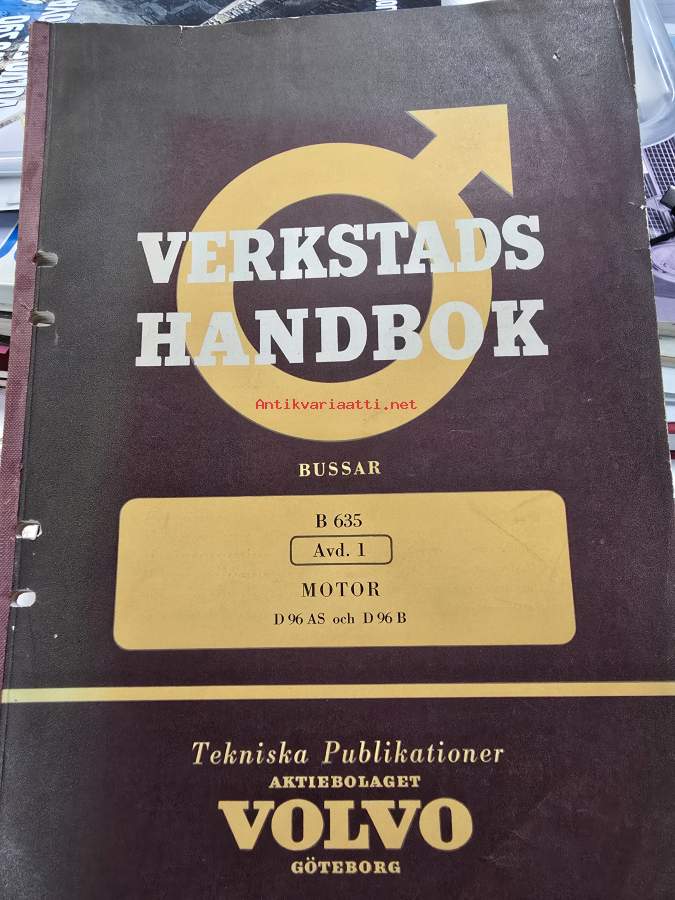 VERKSTADS
HANDBOK
Antikvariaatti.net
BUSSAR
B 635
Avd. 1
MOTOR
D 96 AS och D 96 B
Tekniska Publikationer
AKTIEBOLAGET
VOLVO
GÖTEBORG